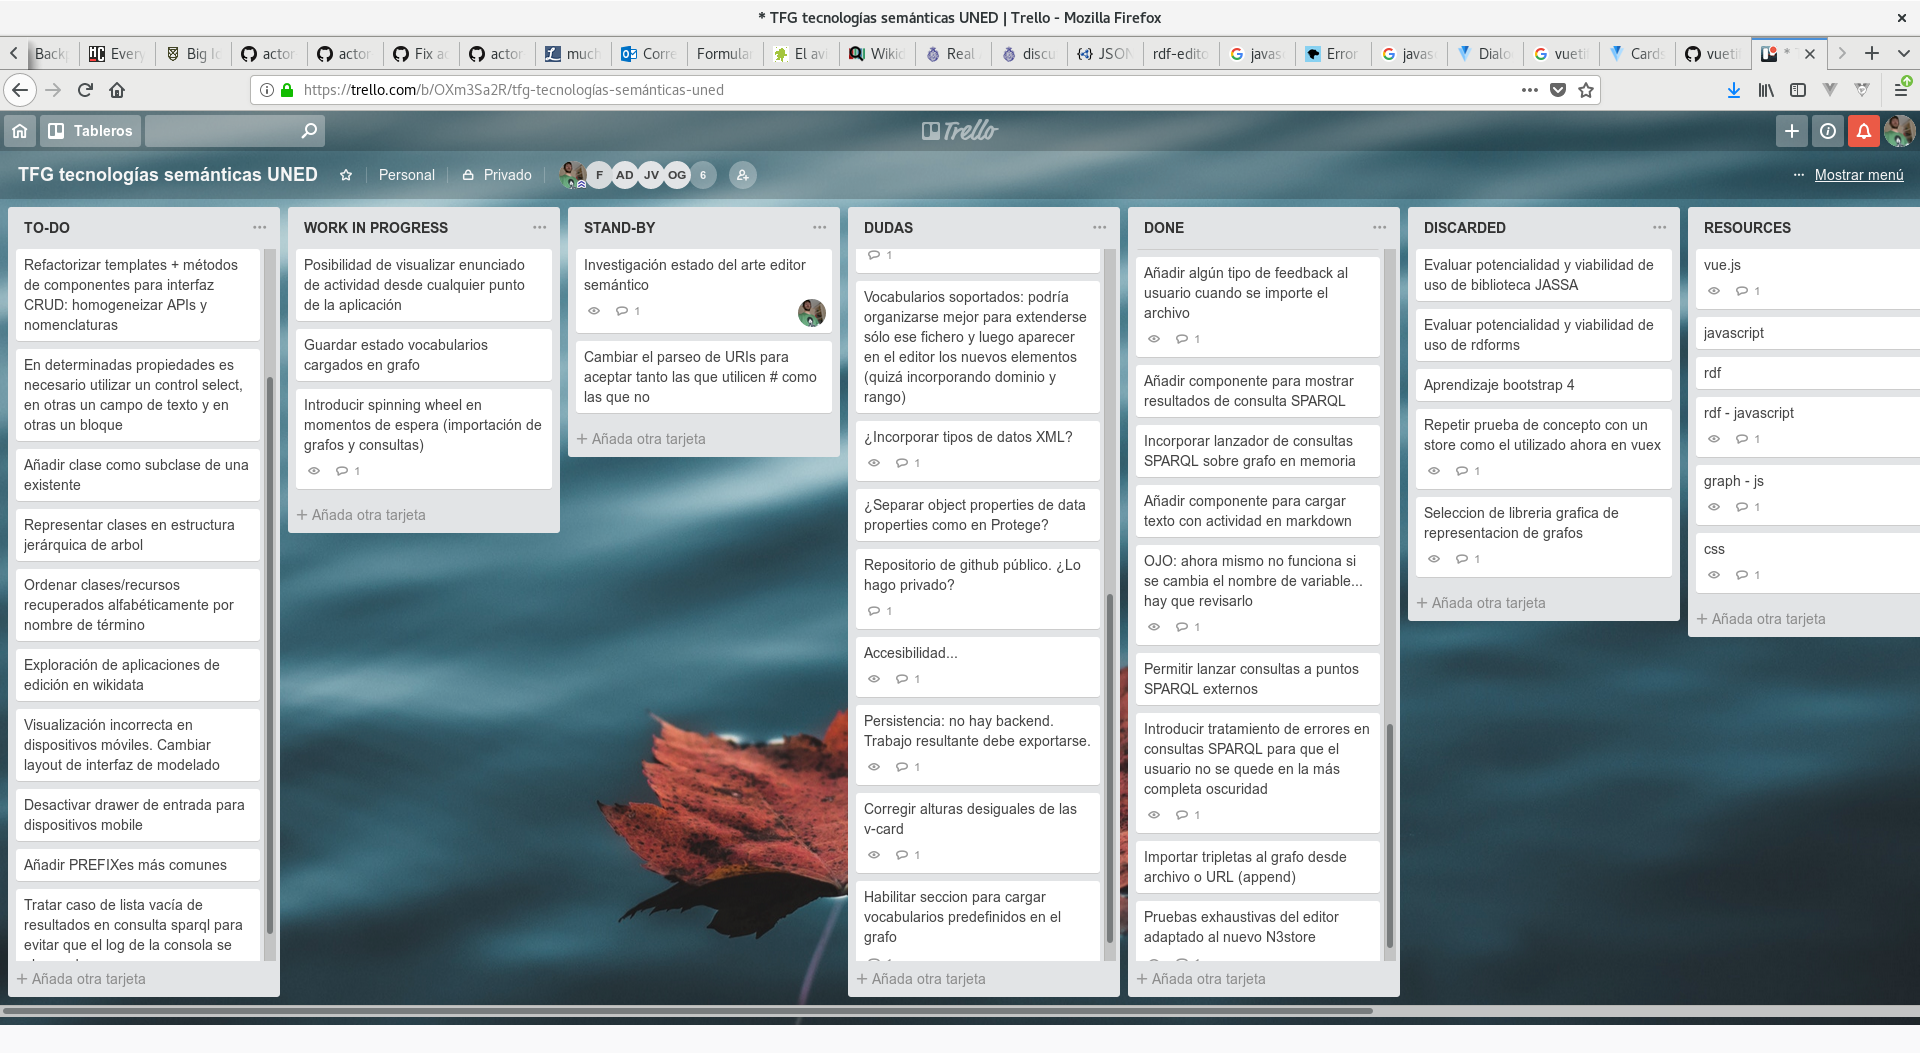 * TFG tecnologías semánticas UNED | Trello - Mozilla Firefox
Back
Every
Big Io
actor
actor
Fix ac
actor
much
Corre
Formular
El avi
Wikid
Real
discu
JSON
rdf-edito
javasc
Error
javasc
Dialo
vueti
Cards
vueti
https://trello.com/b/OXm3Sa2R/tfg-tecnologías-semánticas-uned
Tableros
Trello
TFG tecnologías semánticas UNED
Personal
Privado
F
AD
JV
OG
6
Mostrar menú
TO-DO
Refactorizar templates + métodos
de componentes para interfaz
CRUD: homogeneizar APIs y
nomenclaturas
En determinadas propiedades es
necesario utilizar un control select,
en otras un campo de texto y en
otras un bloque
Añadir clase como subclase de una
existente
Representar clases en estructura
jerárquica de arbol
Ordenar clases/recursos
recuperados alfabéticamente por
nombre de término
Exploración de aplicaciones de
edición en wikidata
Visualización incorrecta en
dispositivos móviles. Cambiar
layout de interfaz de modelado
Desactivar drawer de entrada para
dispositivos mobile
Añadir PREFIXes más comunes
Tratar caso de lista vacía de
resultados en consulta sparql para
evitar que el log de la consola se
+ Añada otra tarjeta
WORK IN PROGRESS
Posibilidad de visualizar enunciado
de actividad desde cualquier punto
de la aplicación
Guardar estado vocabularios
cargados en grafo
Introducir spinning wheel en
momentos de espera (importación de
grafos y consultas)
1
+ Añada otra tarjeta
STAND-BY
Investigación estado del arte editor
semántico
1
Cambiar el parseo de URIs para
aceptar tanto las que utilicen # como
las que no
+ Añada otra tarjeta
DUDAS
1
Vocabularios soportados: podría
organizarse mejor para extenderse
sólo ese fichero y luego aparecer
en el editor los nuevos elementos
(quizá incorporando dominio y
rango)
¿Incorporar tipos de datos XML?
1
¿Separar object properties de data
properties como en Protege?
Repositorio de github público. ¿Lo
hago privado?
1
Accesibilidad...
1
Persistencia: no hay backend.
Trabajo resultante debe exportarse.
1
Corregir alturas desiguales de las
v-card
1
Habilitar seccion para cargar
vocabularios predefinidos en el
grafo
+ Añada otra tarjeta
DONE
Añadir algún tipo de feedback al
usuario cuando se importe el
archivo
1
Añadir componente para mostrar
resultados de consulta SPARQL
Incorporar lanzador de consultas
SPARQL sobre grafo en memoria
Añadir componente para cargar
texto con actividad en markdown
OJO: ahora mismo no funciona si
se cambia el nombre de variable...
hay que revisarlo
1
Permitir lanzar consultas a puntos
SPARQL externos
Introducir tratamiento de errores en
consultas SPARQL para que el
usuario no se quede en la más
completa oscuridad
1
Importar tripletas al grafo desde
archivo o URL (append)
Pruebas exhaustivas del editor
adaptado al nuevo N3store
+ Añada otra tarjeta
DISCARDED
Evaluar potencialidad y viabilidad de
uso de biblioteca JASSA
Evaluar potencialidad y viabilidad de
uso de rdforms
Aprendizaje bootstrap 4
Repetir prueba de concepto con un
store como el utilizado ahora en vuex
1
Seleccion de libreria grafica de
representacion de grafos
1
+ Añada otra tarjeta
RESOURCES
vue.js
1
javascript
rdf
rdf - javascript
1
graph - js
1
css
1
+ Añada otra tarjeta